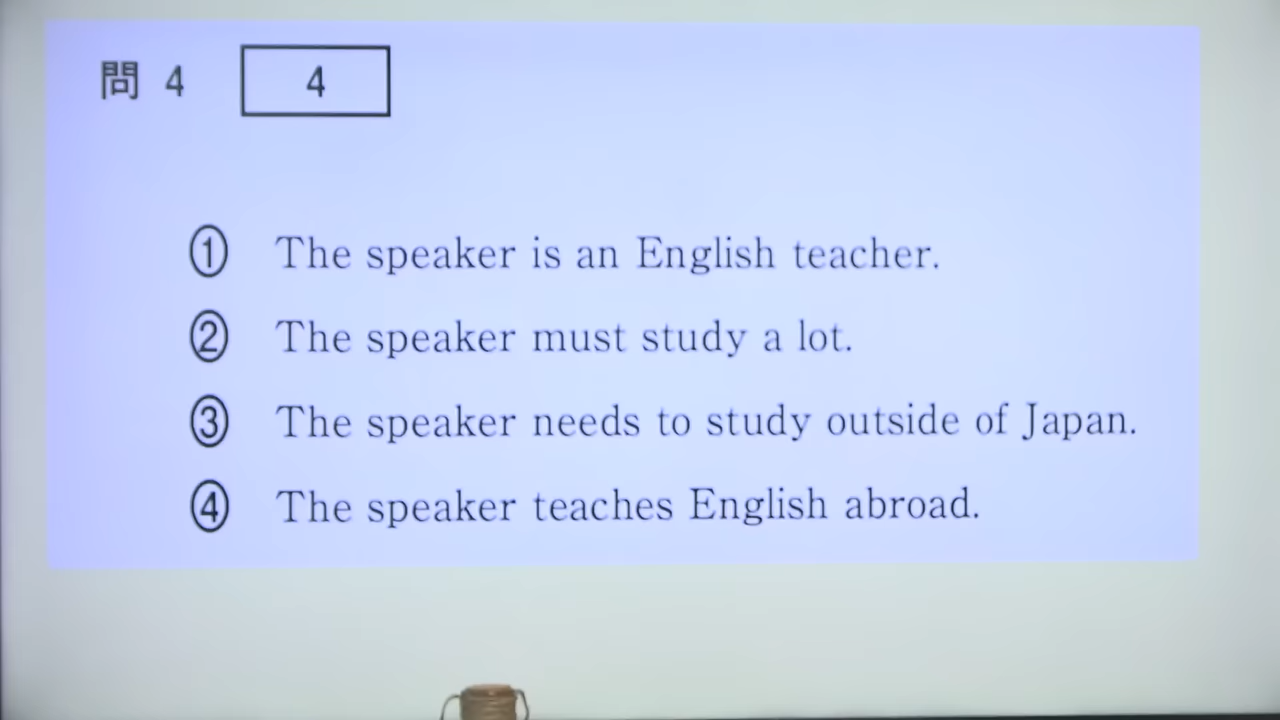 問 4 4
① The speaker is an English teacher.
② The speaker must study a lot.
③ The speaker needs to study outside of Japan.
④ The speaker teaches English abroad.